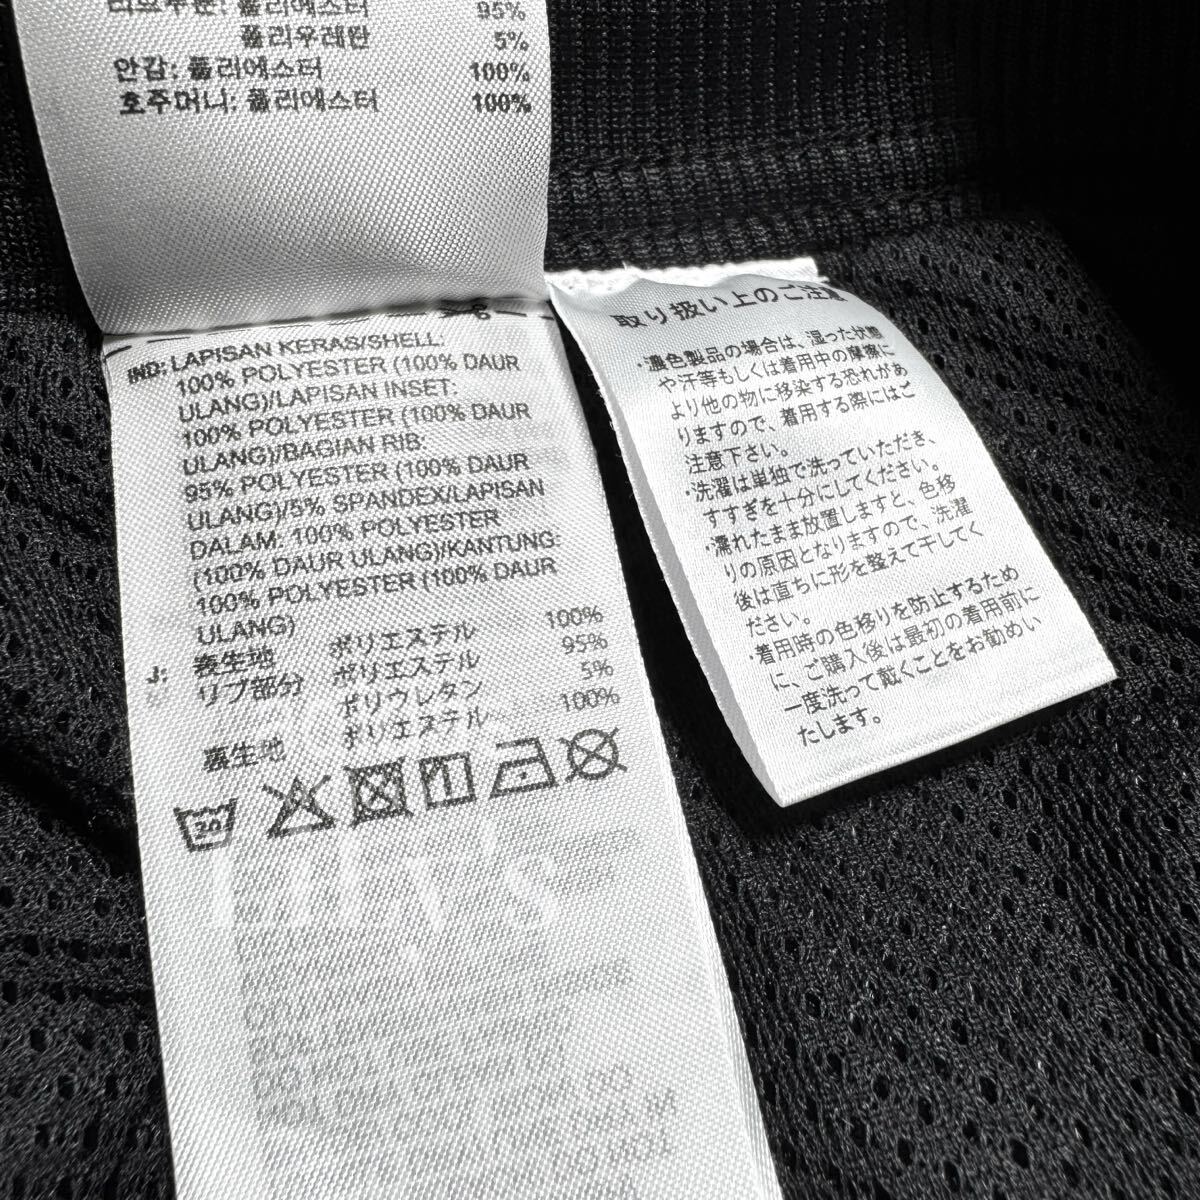 리브부분: 폴리에스터 95%
폴리우레탄 5%
안감: 폴리에스터 100%
호주머니: 폴리에스터 100%
IND: LAPISAN KERAS/SHELL:
100% POLYESTER (100% DAUR
ULANG)/LAPISAN INSET:
100% POLYESTER (100% DAUR
ULANG)/BAGIAN RIB:
95% POLYESTER (100% DAUR
ULANG)/5% SPANDEX/LAPISAN
DALAM: 100% POLYESTER
(100% DAUR ULANG)/KANTUNG:
100% POLYESTER (100% DAUR
ULANG)
J: 表生地 ポリエステル 100%
リブ部分 ポリエステル 95%
ポリウレタン 5%
裏生地 ポリエステル 100%
30
Lily's
取り扱い上のご注意
・濃色製品の場合は、湿った状態
や汗等もしくは着用中の摩擦に
より他の物に移染する恐れがあ
りますので、着用する際にはご
注意下さい。
・洗濯は単独で洗っていただき、
すすぎを十分にしてください。
・濡れたまま放置しますと、色移
りの原因となりますので、洗濯
後は直ちに形を整えて干してく
ださい。
・着用時の色移りを防止するため
に、ご購入後は最初の着用前に
一度洗って戴くことをお勧めい
たします。